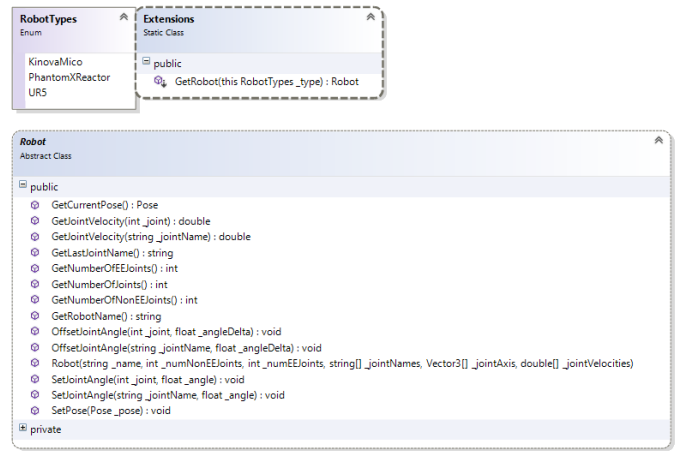 RobotTypes
Enum
KinovaMico
PhantomXReactor
UR5
Extensions
Static Class
public
GetRobot(this RobotTypes _type) : Robot
Robot
Abstract Class
public
GetCurrentPose() : Pose
GetJointVelocity(int _joint) : double
GetJointVelocity(string _jointName) : double
GetLastJointName() : string
GetNumberOfEEJoints() : int
GetNumberOfJoints() : int
GetNumberOfNonEEJoints() : int
GetRobotName() : string
OffsetJointAngle(int _joint, float _angleDelta) : void
OffsetJointAngle(string _jointName, float _angleDelta) : void
Robot(string _name, int _numNonEEJoints, int _numEEJoints, string[] _jointNames, Vector3[] _jointAxis, double[] _jointVelocities)
SetJointAngle(int _joint, float _angle) : void
SetJointAngle(string _jointName, float _angle) : void
SetPose(Pose _pose) : void
private